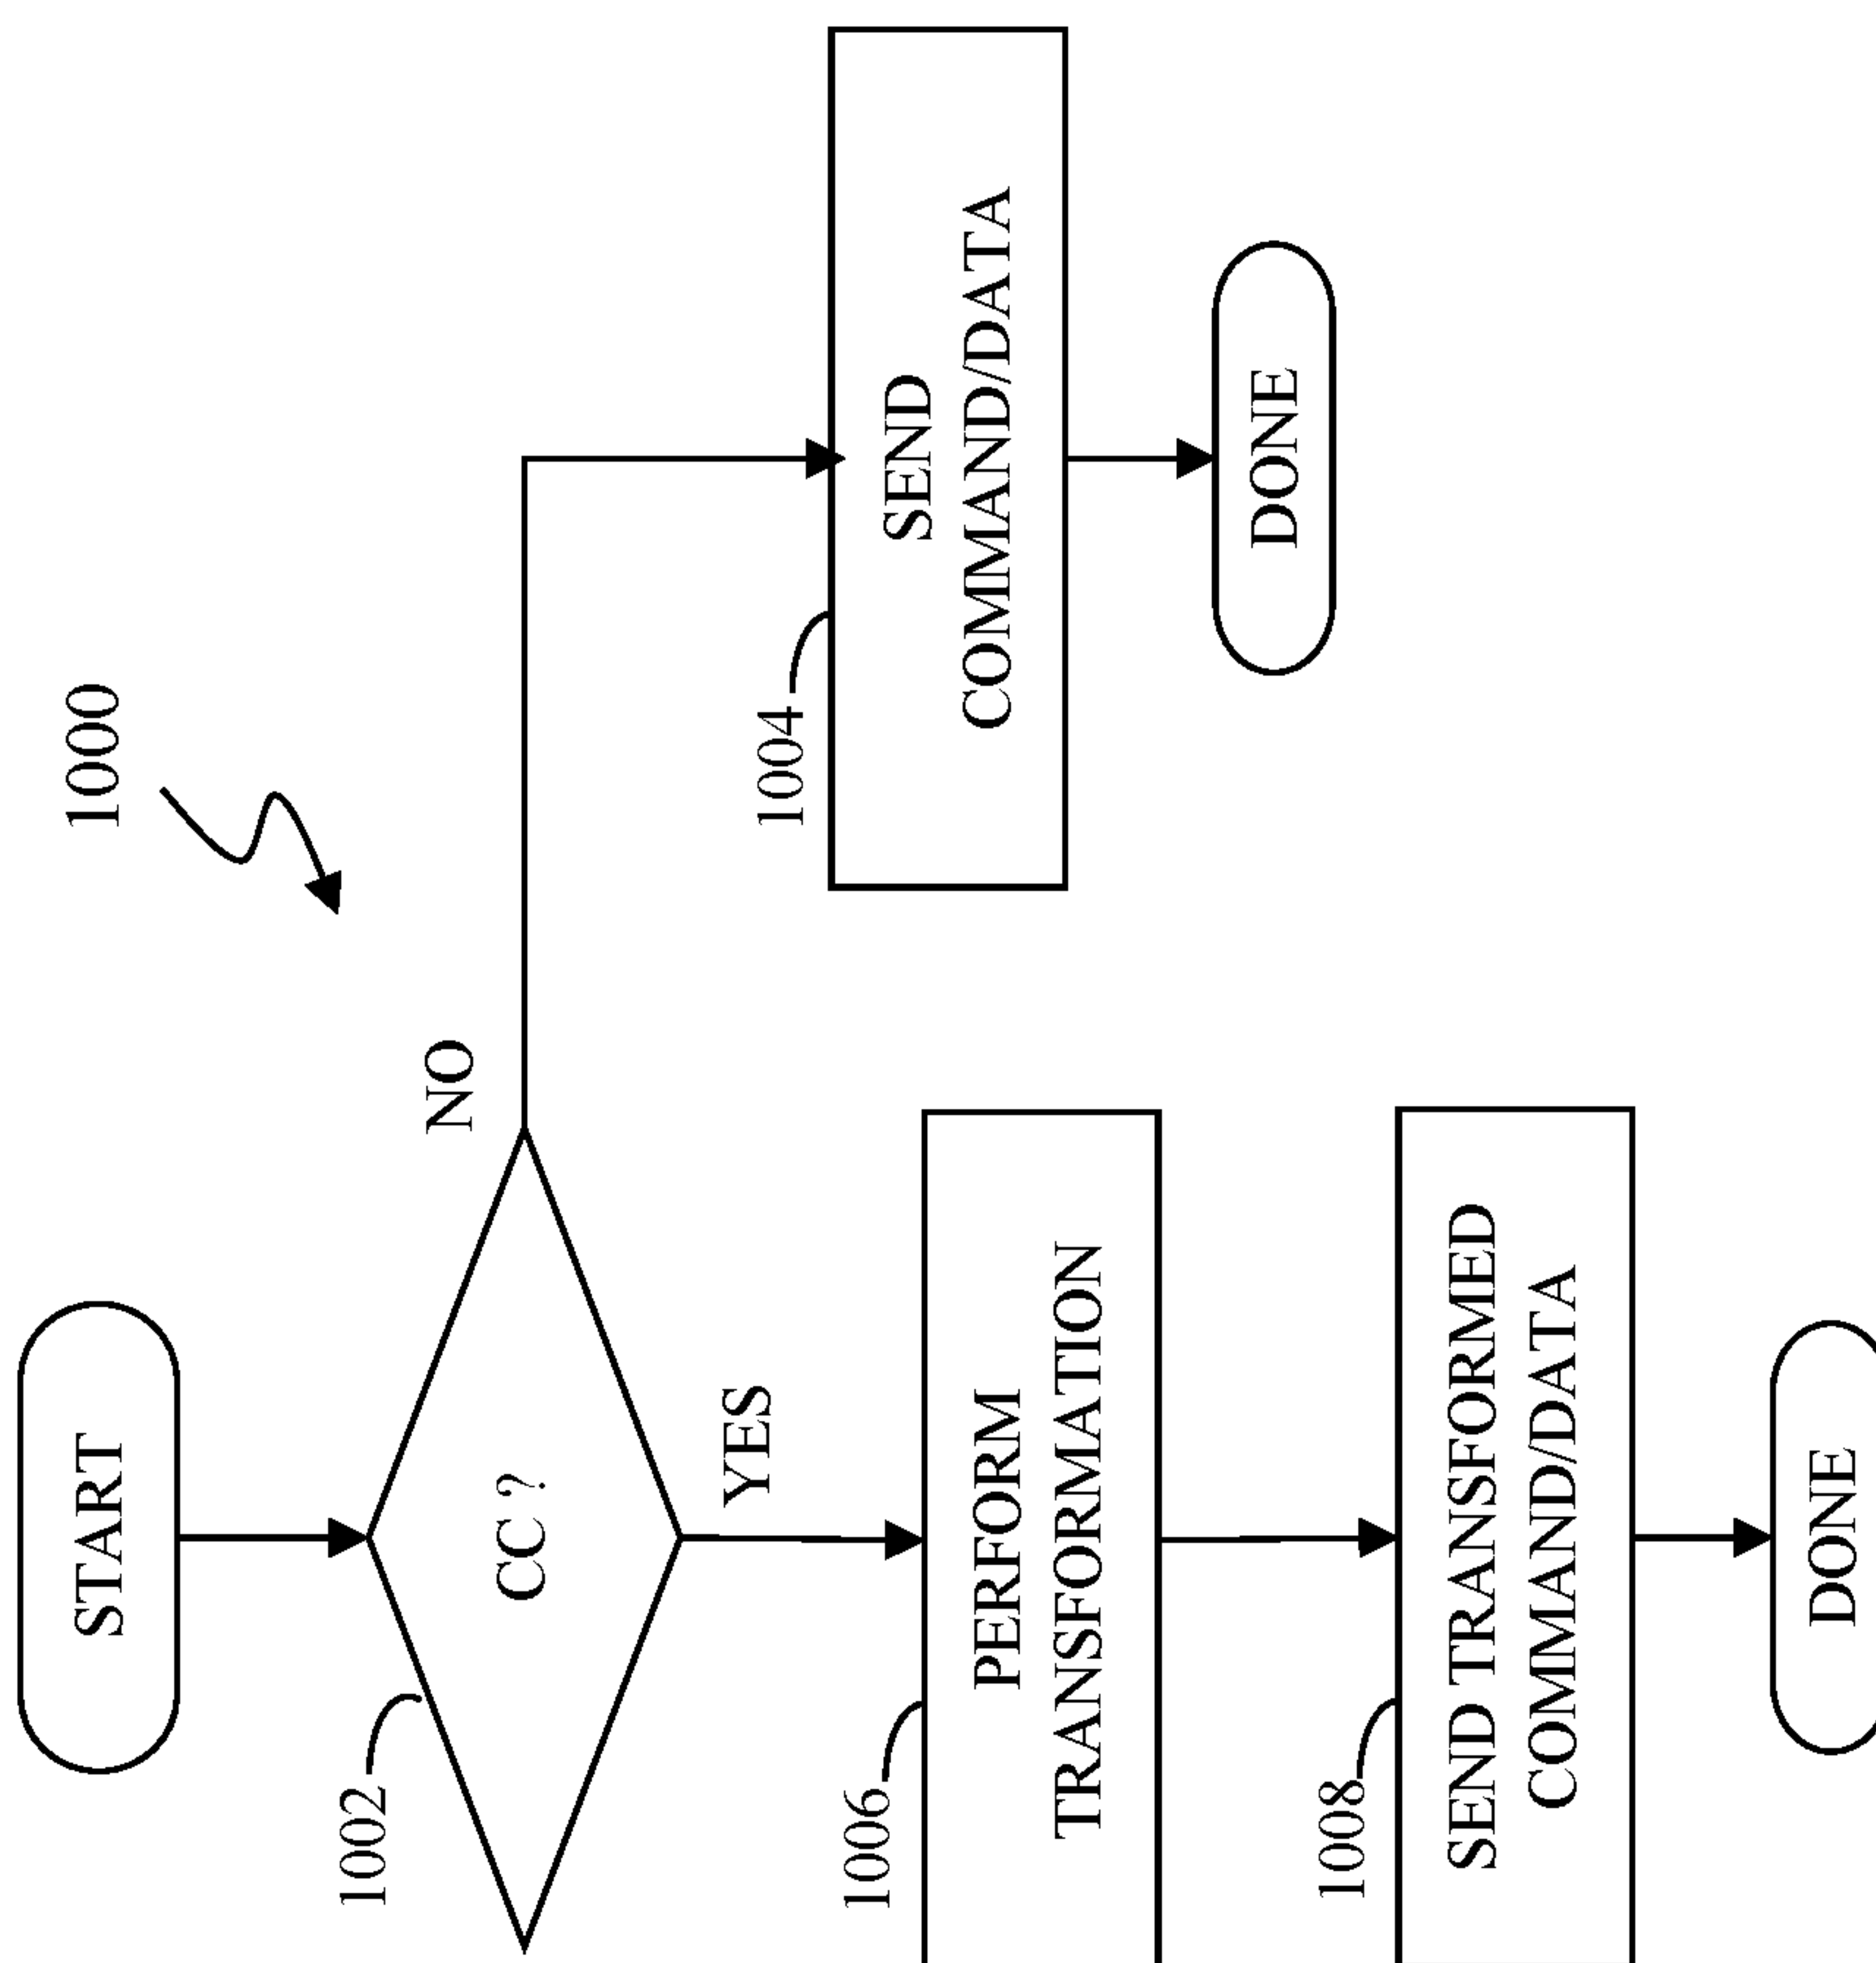 1000
START
1002
CC ?
NO
YES
1004
SEND
COMMAND/DATA
DONE
1006
PERFORM
TRANSFORMATION
1008
SEND TRANSFORMED
COMMAND/DATA
DONE